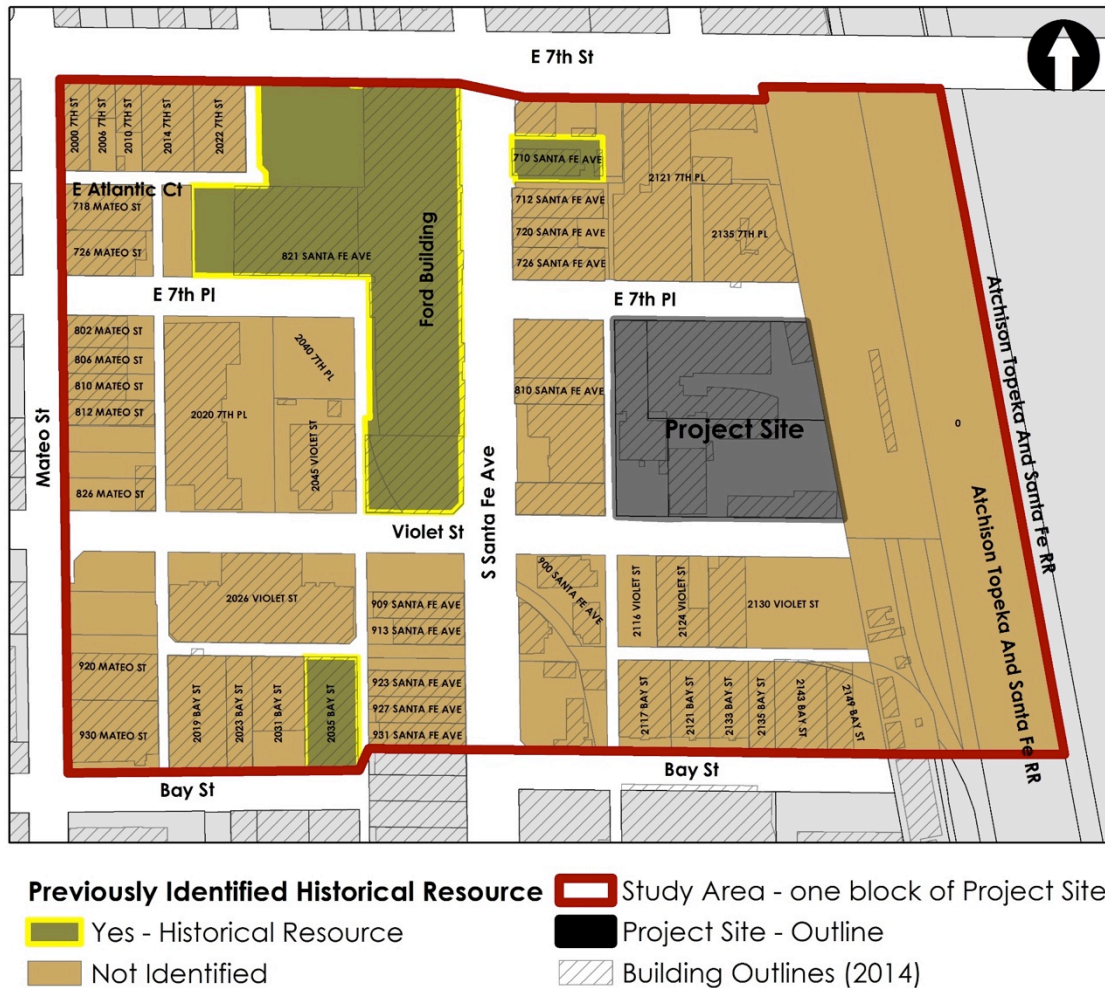 E 7th St
2000 7TH ST
2006 7TH ST
2010 7TH ST
2014 7TH ST
2022 7TH ST
E Atlantic Ct
718 MATEO ST
726 MATEO ST
821 SANTA FE AVE
Ford Building
710 SANTA FE AVE
712 SANTA FE AVE
720 SANTA FE AVE
726 SANTA FE AVE
2121 7TH PL
2135 7TH PL
E 7th Pl
E 7th Pl
802 MATEO ST
806 MATEO ST
810 MATEO ST
812 MATEO ST
826 MATEO ST
2020 7TH PL
2040 7TH PL
2045 VIOLET ST
810 SANTA FE AVE
Project Site
0
Atchison Topeka And Santa Fe RR
Atchison Topeka And Santa Fe RR
Mateo St
S Santa Fe Ave
Violet St
2026 VIOLET ST
909 SANTA FE AVE
913 SANTA FE AVE
900 SANTA FE AVE
2116 VIOLET ST
2124 VIOLET ST
2130 VIOLET ST
920 MATEO ST
930 MATEO ST
2019 BAY ST
2023 BAY ST
2031 BAY ST
2035 BAY ST
923 SANTA FE AVE
927 SANTA FE AVE
931 SANTA FE AVE
2117 BAY ST
2121 BAY ST
2133 BAY ST
2135 BAY ST
2143 BAY ST
2149 BAY ST
Bay St
Bay St
Previously Identified Historical Resource
Yes - Historical Resource
Not Identified
Study Area - one block of Project Site
Project Site - Outline
Building Outlines (2014)